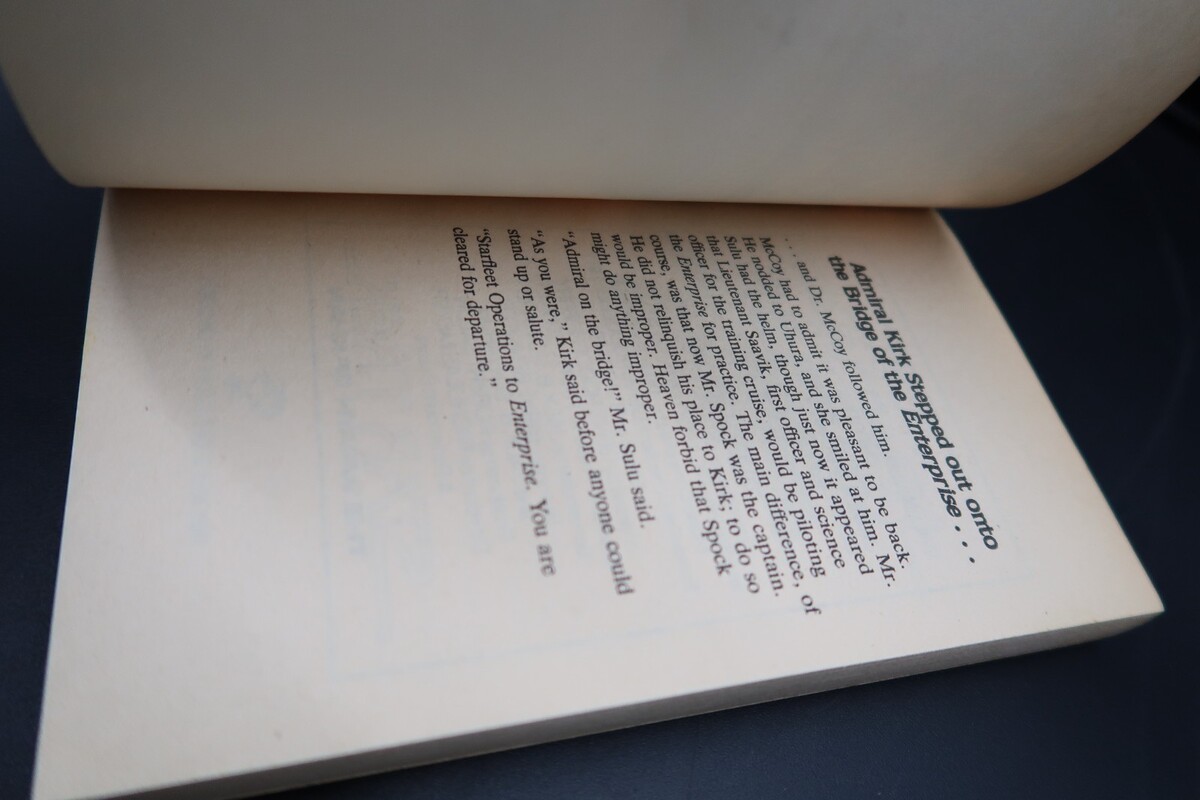 Admiral Kirk Stepped out onto
the Bridge of the Enterprise . . .
. . . and Dr. McCoy followed him.
McCoy had to admit it was pleasant to be back.
He nodded to Uhura, and she smiled at him. Mr.
Sulu had the helm, though just now it appeared
that Lieutenant Saavik, first officer and science
officer for the training cruise, would be piloting
the Enterprise for practice. The main difference, of
course, was that now Mr. Spock was the captain.
He did not relinquish his place to Kirk; to do so
would be improper. Heaven forbid that Spock
might do anything improper.
“Admiral on the bridge!” Mr. Sulu said.
“As you were,” Kirk said before anyone could
stand up or salute.
“Starfleet Operations to Enterprise. You are
cleared for departure.”